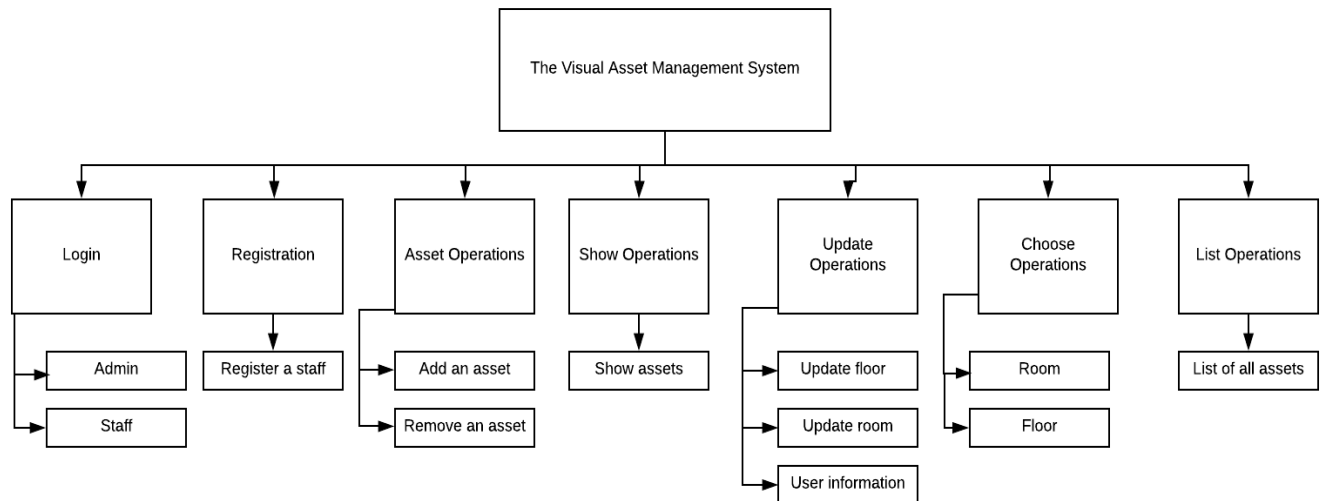 The Visual Asset Management System
Login
Registration
Asset Operations
Show Operations
Update
Operations
Choose
Operations
List Operations
Admin
Register a staff
Add an asset
Show assets
Update floor
Room
List of all assets
Staff
Remove an asset
Update room
Floor
User information